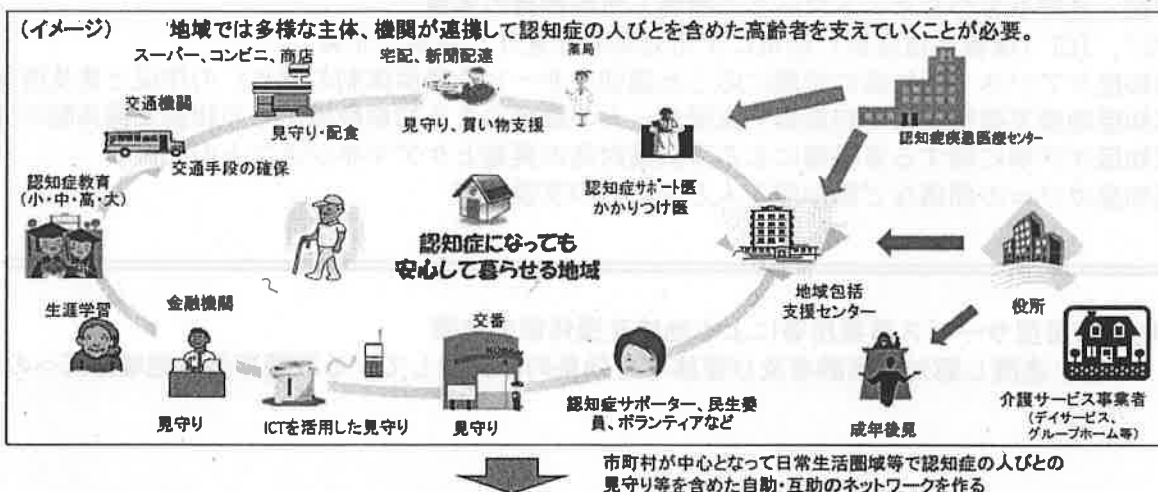 (イメージ) 地域では多様な主体、機関が連携して認知症の人びとを含めた高齢者を支えていくことが必要。
スーパー、コンビニ、商店
宅配、新聞配達
薬局
交通機関
見守り・配食
見守り、買い物支援
認知症疾患医療センター
交通手段の確保
認知症教育
(小・中・高・大)
認知症サポート医
かかりつけ医
認知症になっても
安心して暮らせる地域
生涯学習
金融機関
交番
地域包括
支援センター
役所
見守り
ICTを活用した見守り
見守り
認知症サポーター、民生委
員、ボランティアなど
成年後見
介護サービス事業者
(デイサービス、
グループホーム等)
市町村が中心となって日常生活圏域等で認知症の人びとの
見守り等を含めた自助・互助のネットワークを作る